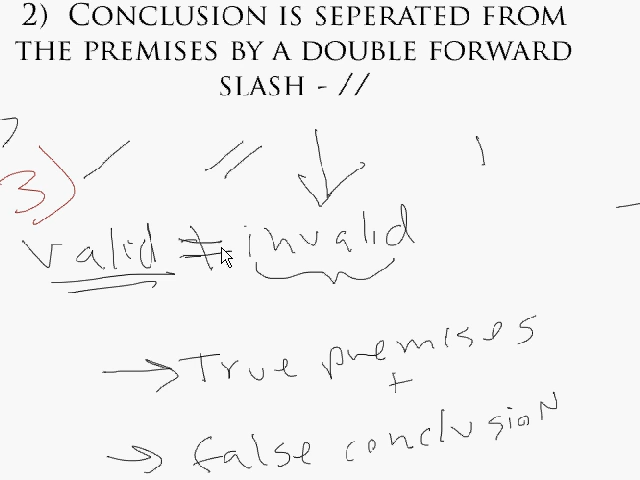 2) CONCLUSION IS SEPERATED FROM
THE PREMISES BY A DOUBLE FORWARD
SLASH - //
/ //
3)
valid ≠ invalid
→ True premises
+
→ false conclusion